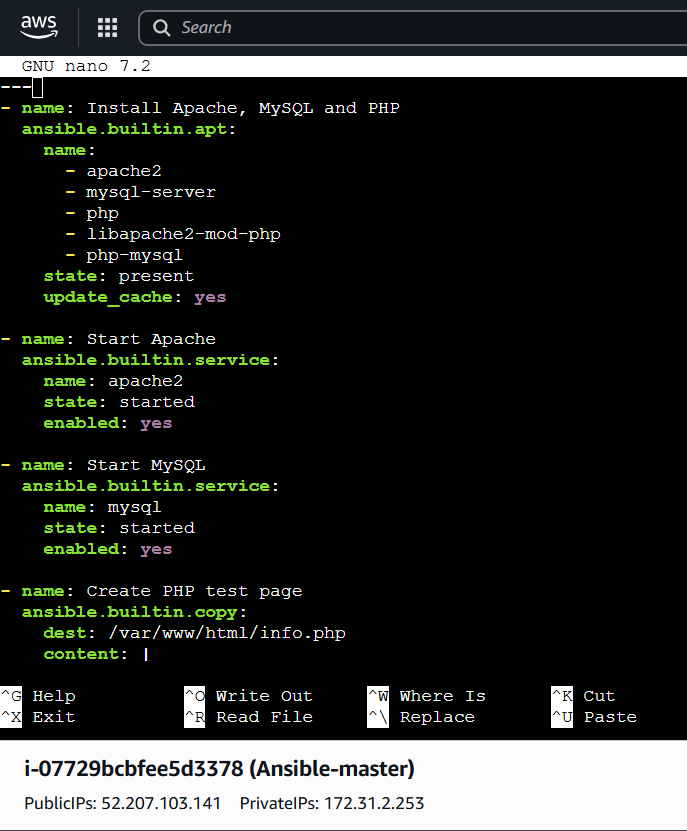 aws
Search
GNU nano 7.2
---
- name: Install Apache, MySQL and PHP
  ansible.builtin.apt:
    name:
      - apache2
      - mysql-server
      - php
      - libapache2-mod-php
      - php-mysql
    state: present
    update_cache: yes

- name: Start Apache
  ansible.builtin.service:
    name: apache2
    state: started
    enabled: yes

- name: Start MySQL
  ansible.builtin.service:
    name: mysql
    state: started
    enabled: yes

- name: Create PHP test page
  ansible.builtin.copy:
    dest: /var/www/html/info.php
    content: |

^G Help ^O Write Out ^W Where Is ^K Cut
^X Exit ^R Read File ^\ Replace ^U Paste
i-07729bcbfee5d3378 (Ansible-master)
PublicIPs: 52.207.103.141 PrivateIPs: 172.31.2.253